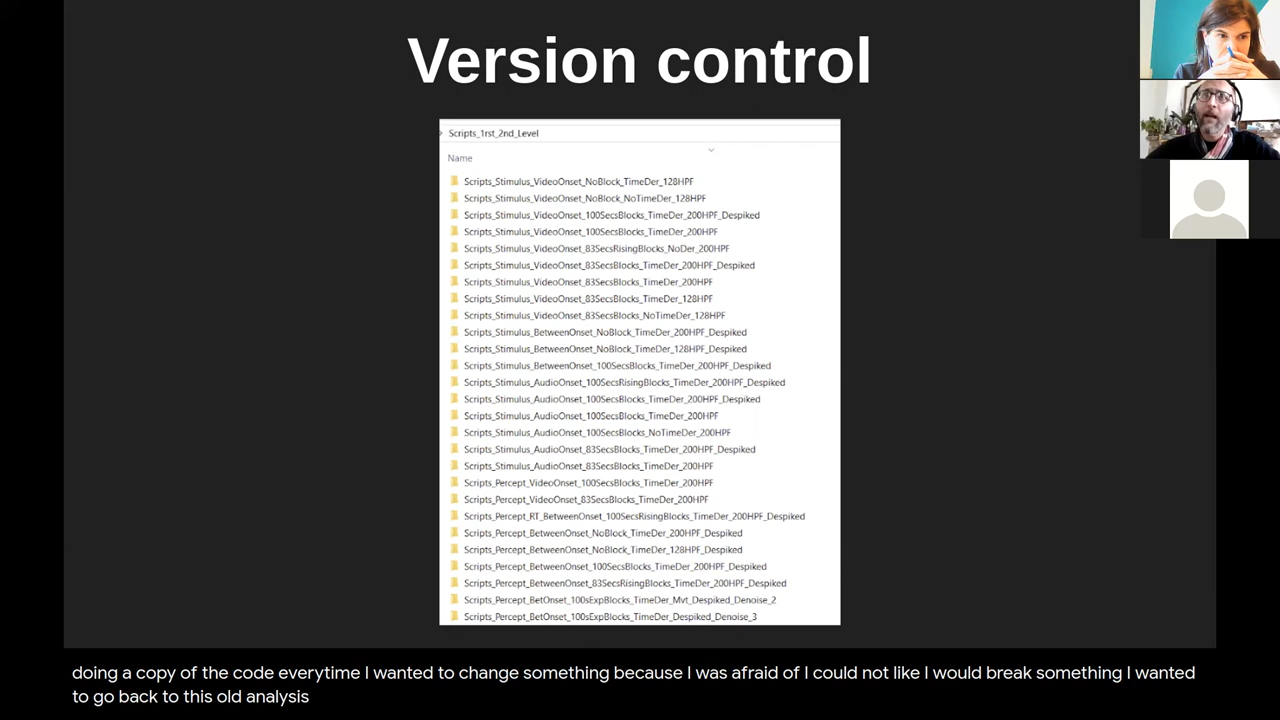 Version control
Scripts_1rst_2nd_Level
Name
Scripts_Stimulus_VideoOnset_NoBlock_TimeDer_128HPF
Scripts_Stimulus_VideoOnset_NoBlock_NoTimeDer_128HPF
Scripts_Stimulus_VideoOnset_100SecsBlocks_TimeDer_200HPF_Despiked
Scripts_Stimulus_VideoOnset_100SecsBlocks_TimeDer_200HPF
Scripts_Stimulus_VideoOnset_83SecsRisingBlocks_NoDer_200HPF
Scripts_Stimulus_VideoOnset_83SecsBlocks_TimeDer_200HPF_Despiked
Scripts_Stimulus_VideoOnset_83SecsBlocks_TimeDer_200HPF
Scripts_Stimulus_VideoOnset_83SecsBlocks_TimeDer_128HPF
Scripts_Stimulus_VideoOnset_83SecsBlocks_NoTimeDer_128HPF
Scripts_Stimulus_BetweenOnset_NoBlock_TimeDer_200HPF_Despiked
Scripts_Stimulus_BetweenOnset_NoBlock_TimeDer_128HPF_Despiked
Scripts_Stimulus_BetweenOnset_100SecsBlocks_TimeDer_200HPF_Despiked
Scripts_Stimulus_AudioOnset_100SecsRisingBlocks_TimeDer_200HPF_Despiked
Scripts_Stimulus_AudioOnset_100SecsBlocks_TimeDer_200HPF_Despiked
Scripts_Stimulus_AudioOnset_100SecsBlocks_TimeDer_200HPF
Scripts_Stimulus_AudioOnset_100SecsBlocks_NoTimeDer_200HPF
Scripts_Stimulus_AudioOnset_83SecsBlocks_TimeDer_200HPF_Despiked
Scripts_Stimulus_AudioOnset_83SecsBlocks_TimeDer_200HPF
Scripts_Percept_VideoOnset_100SecsBlocks_TimeDer_200HPF
Scripts_Percept_VideoOnset_83SecsBlocks_TimeDer_200HPF
Scripts_Percept_RT_BetweenOnset_100SecsRisingBlocks_TimeDer_200HPF_Despiked
Scripts_Percept_BetweenOnset_NoBlock_TimeDer_200HPF_Despiked
Scripts_Percept_BetweenOnset_NoBlock_TimeDer_128HPF_Despiked
Scripts_Percept_BetweenOnset_100SecsBlocks_TimeDer_200HPF_Despiked
Scripts_Percept_BetweenOnset_83SecsRisingBlocks_TimeDer_200HPF_Despiked
Scripts_Percept_BetOnset_100sExpBlocks_TimeDer_Mvt_Despiked_Denoise_2
Scripts_Percept_BetOnset_100sExpBlocks_TimeDer_Despiked_Denoise_3
doing a copy of the code everytime I wanted to change something because I was afraid of I could not like I would break something I wanted
to go back to this old analysis